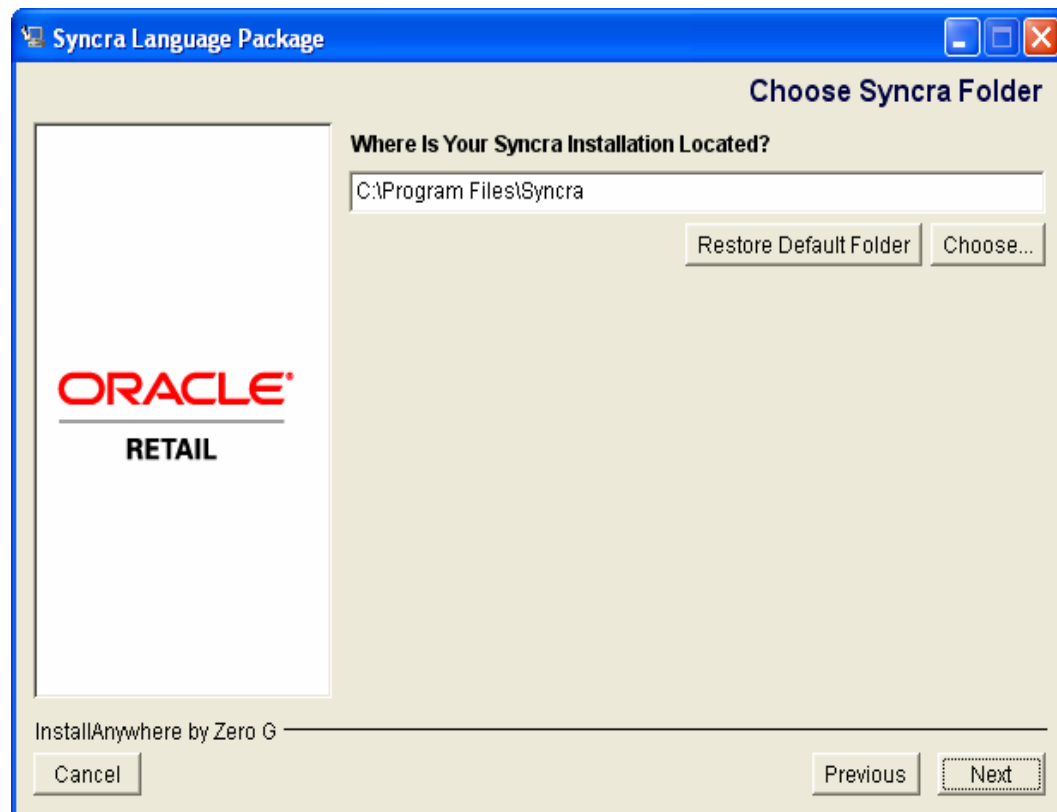 Syncra Language Package
Choose Syncra Folder
Where Is Your Syncra Installation Located?
C:\Program Files\Syncra
Restore Default Folder Choose...
ORACLE
RETAIL
InstallAnywhere by Zero G
Cancel Previous Next